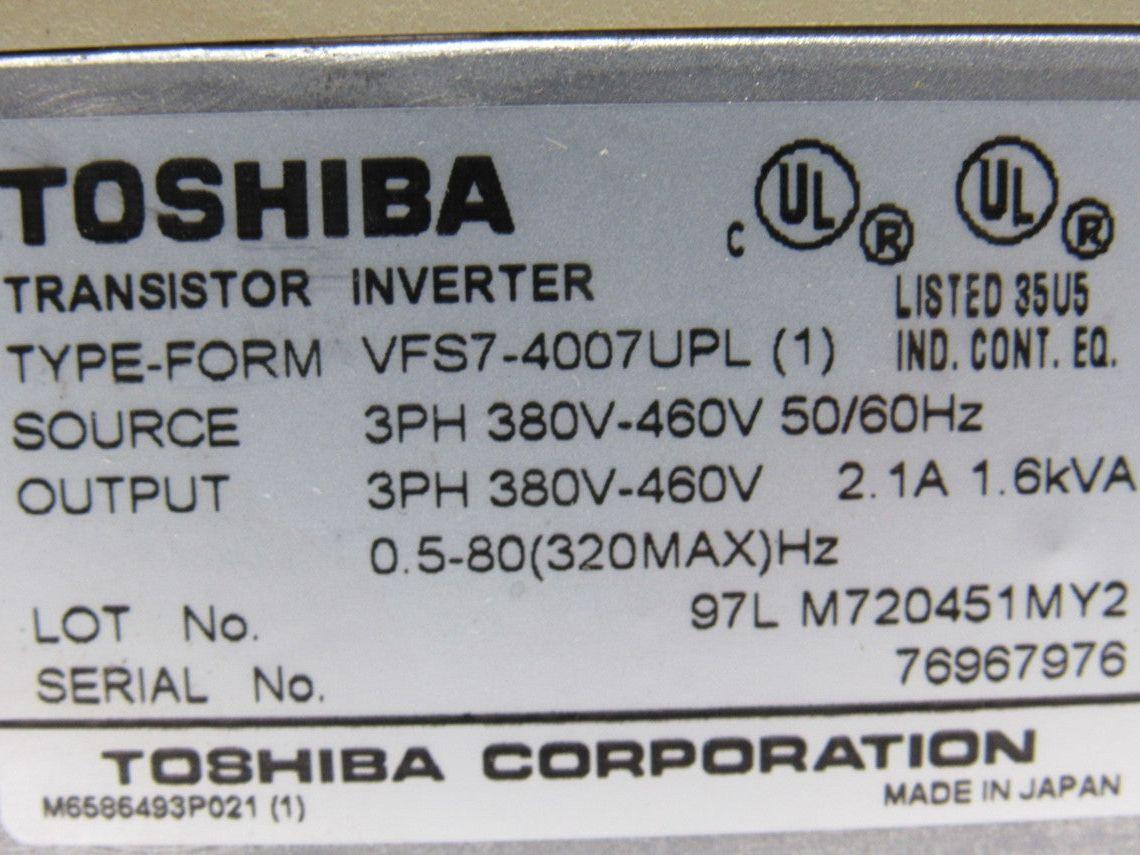 TOSHIBA
C UL ® UL ®
TRANSISTOR INVERTER
LISTED 35U5
TYPE-FORM VFS7-4007UPL (1) IND. CONT. EQ.
SOURCE 3PH 380V-460V 50/60Hz
OUTPUT 3PH 380V-460V 2.1A 1.6kVA
0.5-80(320MAX)Hz
LOT No. 97L M720451MY2
SERIAL No. 76967976
TOSHIBA CORPORATION
M6586493P021 (1) MADE IN JAPAN